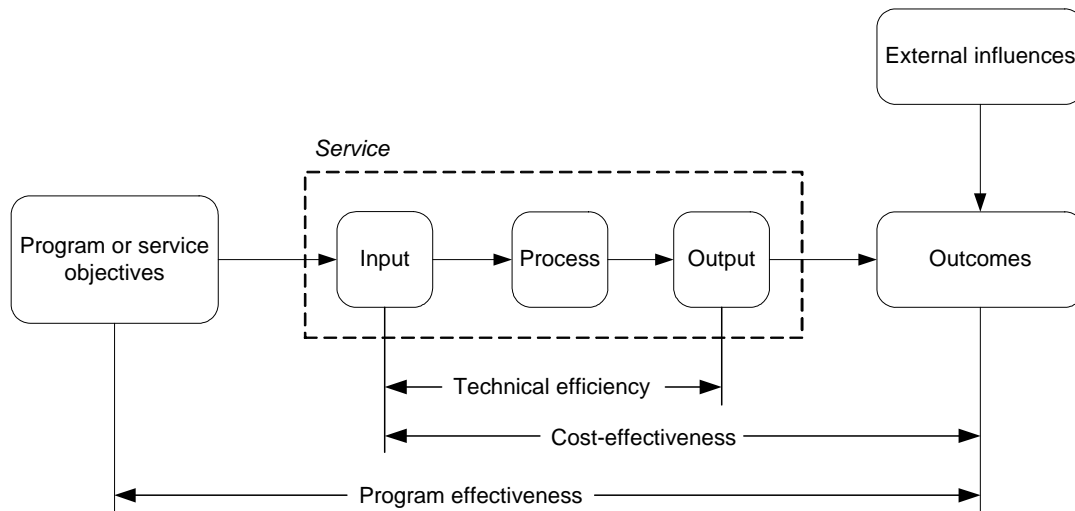 External influences
Service
Program or service
objectives
Input
Process
Output
Outcomes
Technical efficiency
Cost-effectiveness
Program effectiveness